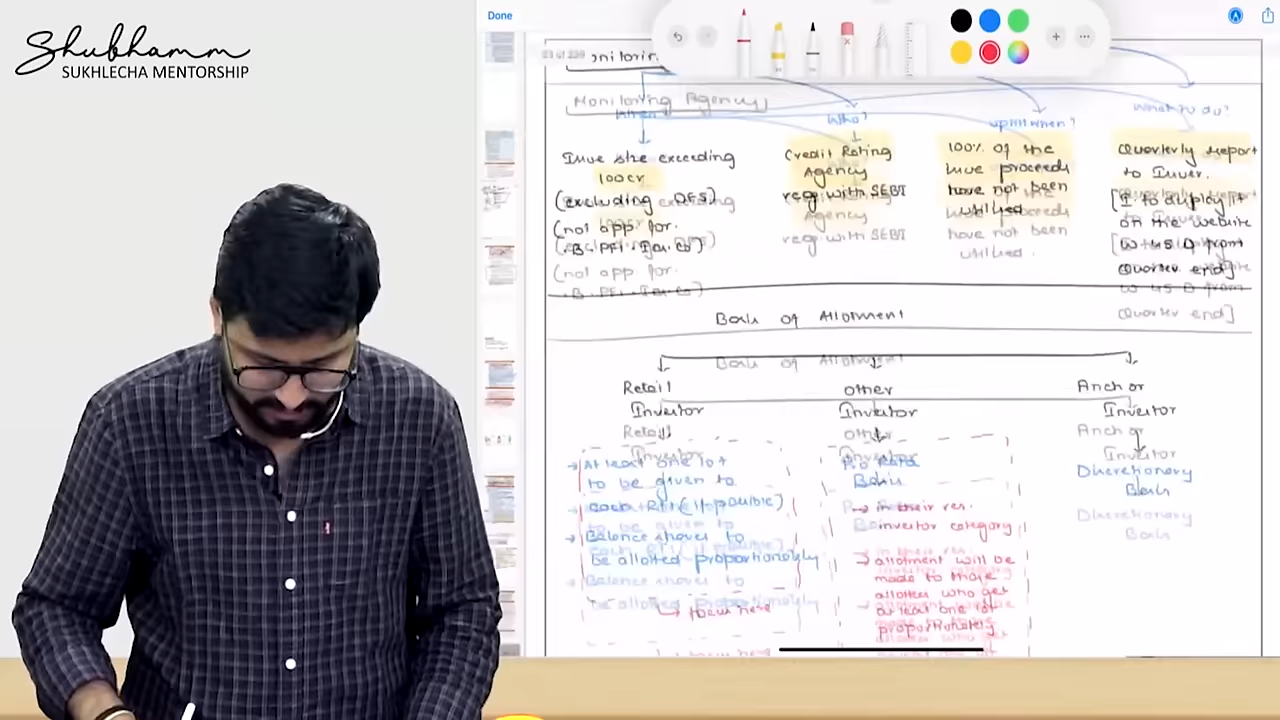 Shubhamm
SUKHLECHA MENTORSHIP
Done
Monitoring Agency
When
Who?
upto when?
What to do?
Issue size exceeding
100cr
(excluding OFS)
(not app. for.
Credit Rating
Agency
reg with SEBI
100% of the
issue proceeds
have not been
utilised
Quarterly report
to Issuer.
[I. to display it
on the website
w 45 D from
Quarter end]
Basis of Allotment
Retail
Investor
other
Investor
Anchor
Investor
→ At least one lot
to be given to
each RII (if possible)
→ Balance shares to
be allotted proportionately
→ focus here
Pro Rata
Basis
→ in their res.
investor category
→ allotment will be
made to those
allottees who get
at least one lot
proportionately
Discretionary
Basis